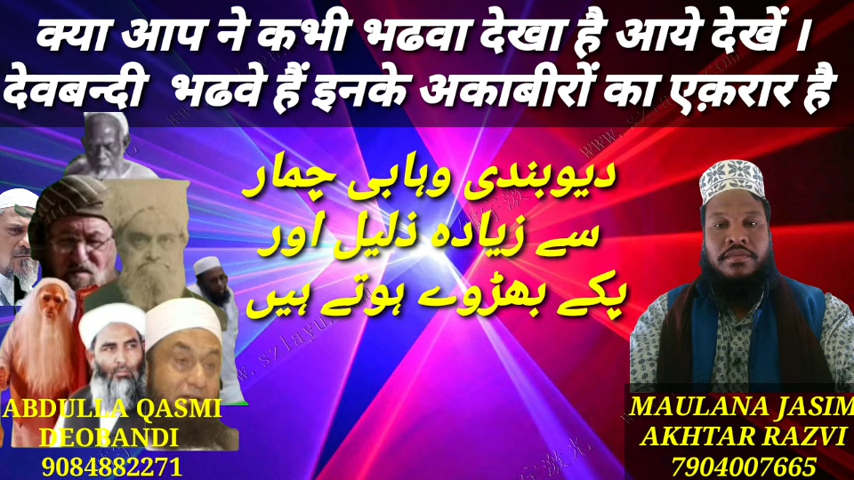 क्या आप ने कभी भढवा देखा है आये देखें ।
देवबन्दी भढवे हैं इनके अकाबीरों का एक़रार है
دیوبندی وہابی چمار
سے زیادہ ذلیل اور
پکے بھڑوے ہوتے ہیں
ABDULLA QASMI
DEOBANDI
9084882271
MAULANA JASIM
AKHTAR RAZVI
7904007665